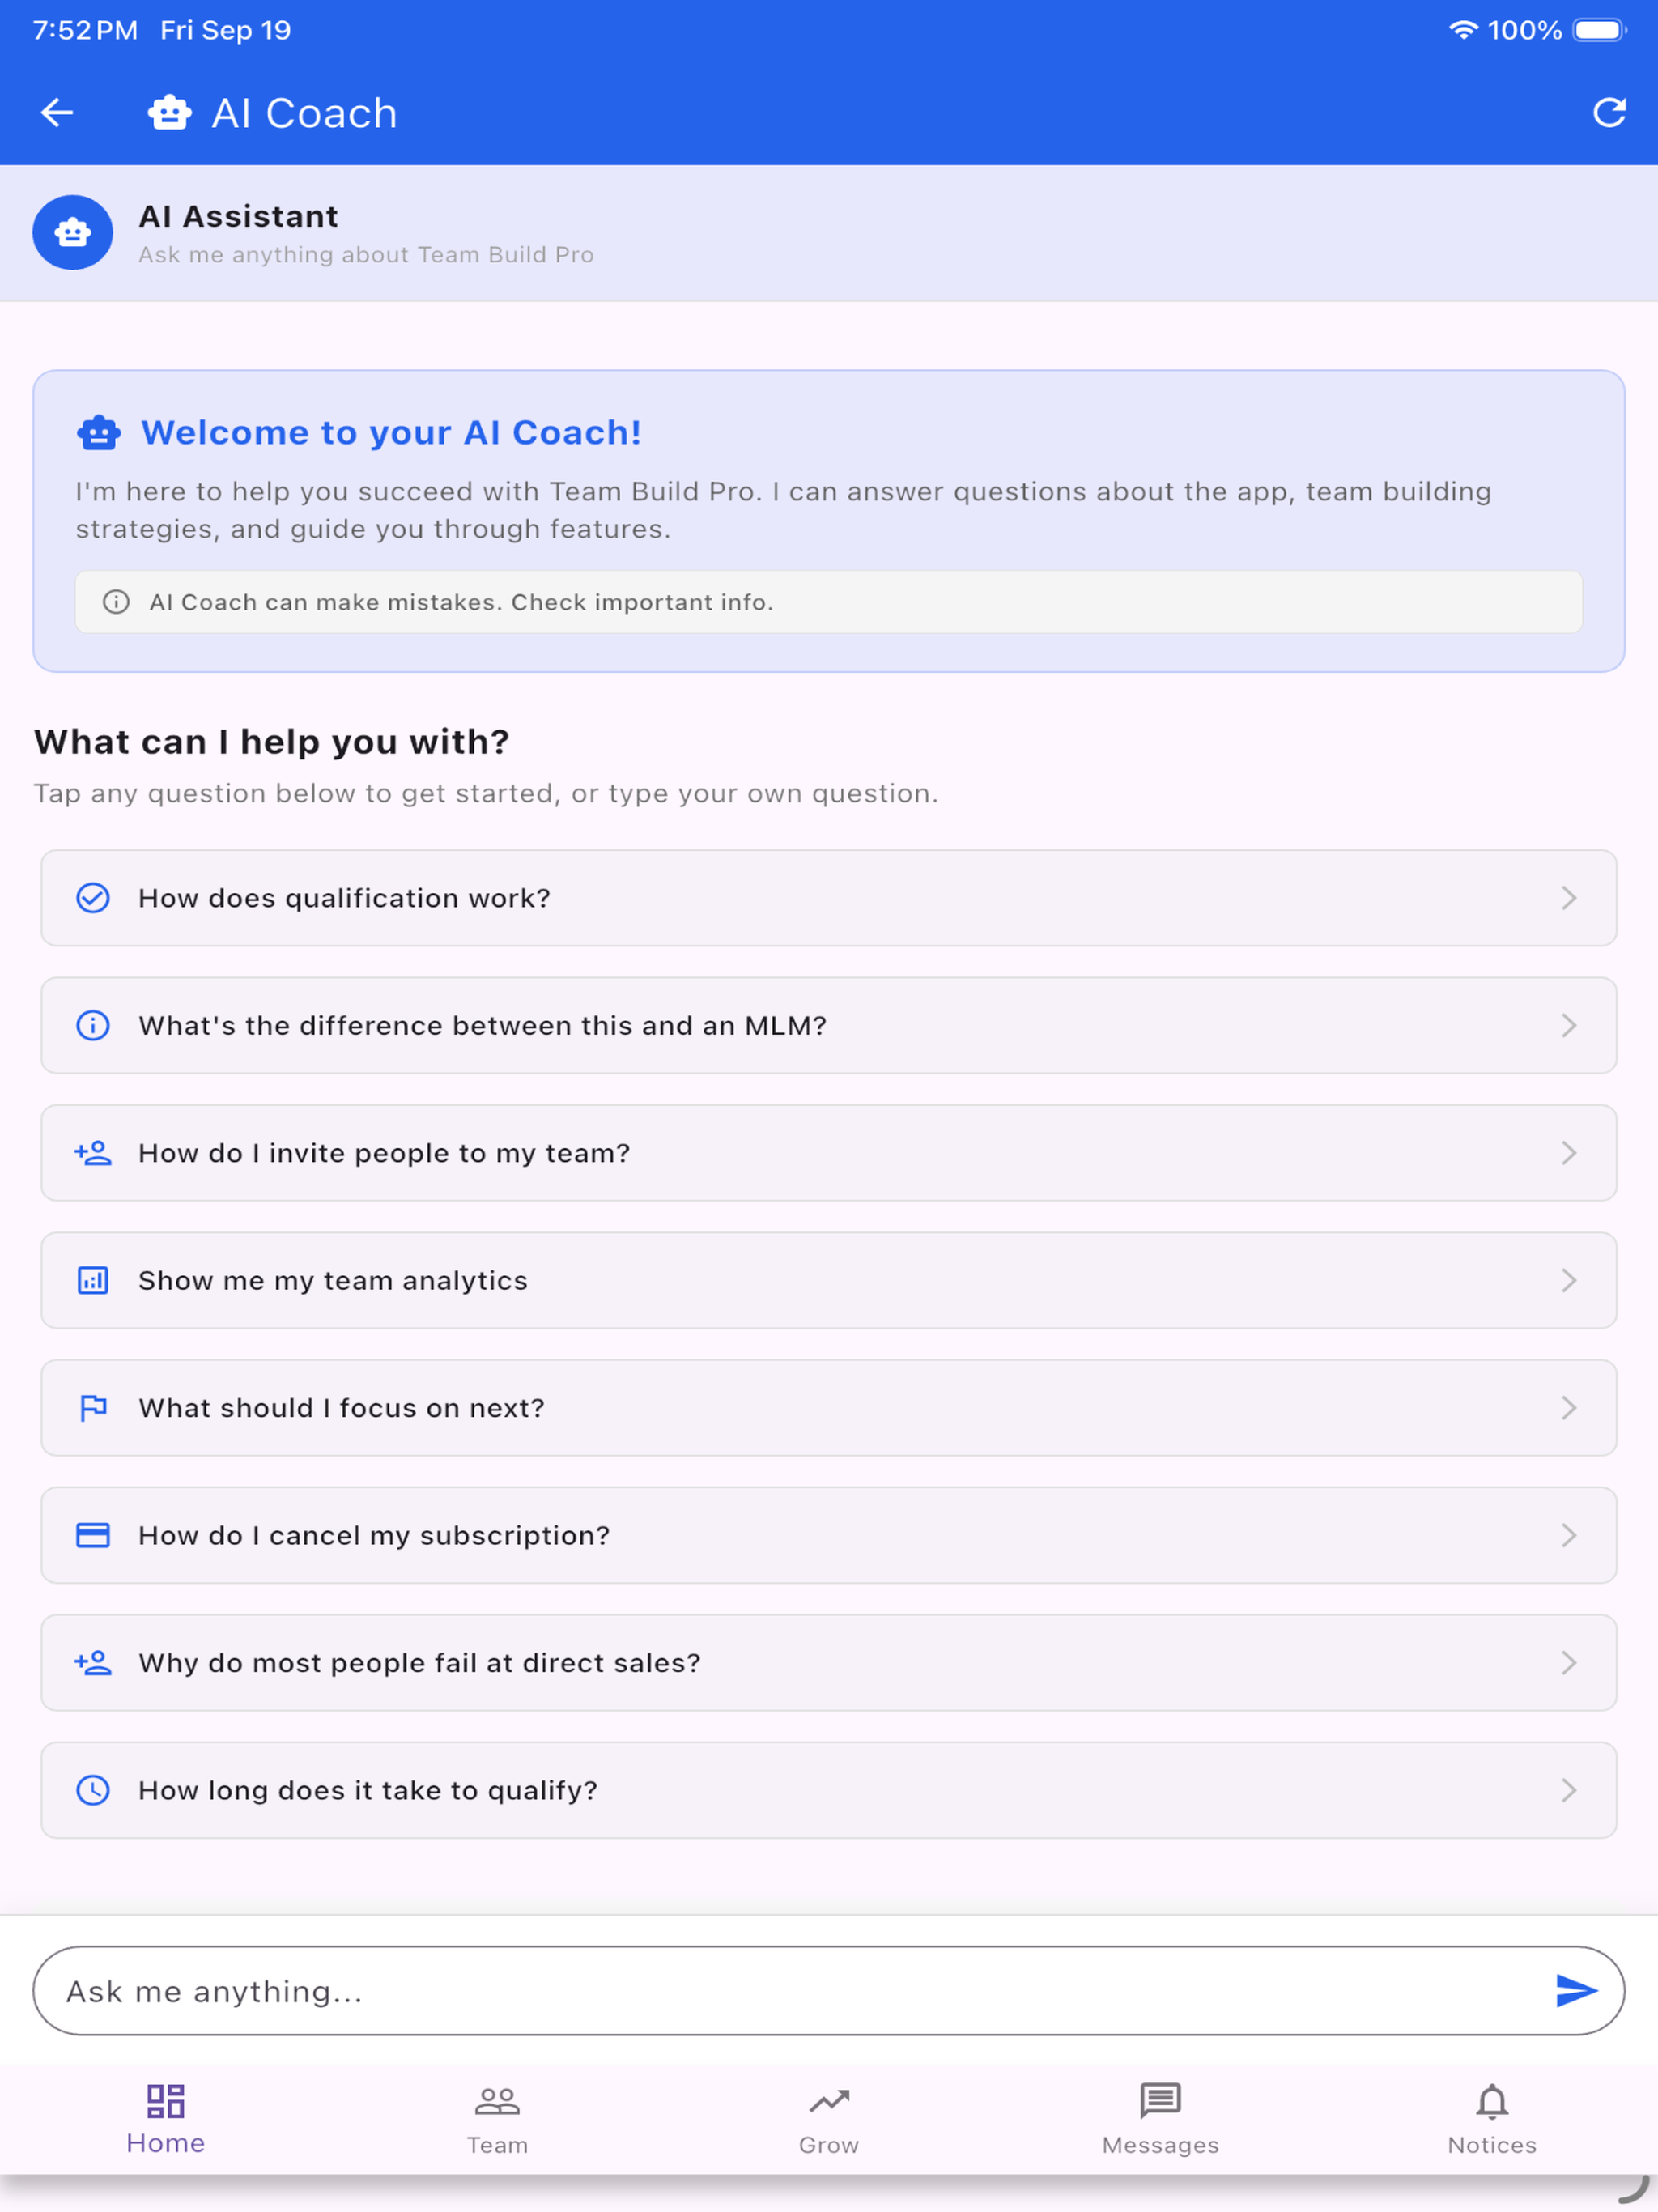 7:52 PM Fri Sep 19
100%
AI Coach
AI Assistant
Ask me anything about Team Build Pro
Welcome to your AI Coach!
I'm here to help you succeed with Team Build Pro. I can answer questions about the app, team building
strategies, and guide you through features.
AI Coach can make mistakes. Check important info.
What can I help you with?
Tap any question below to get started, or type your own question.
How does qualification work?
What's the difference between this and an MLM?
How do I invite people to my team?
Show me my team analytics
What should I focus on next?
How do I cancel my subscription?
Why do most people fail at direct sales?
How long does it take to qualify?
Ask me anything...
Home
Team
Grow
Messages
Notices